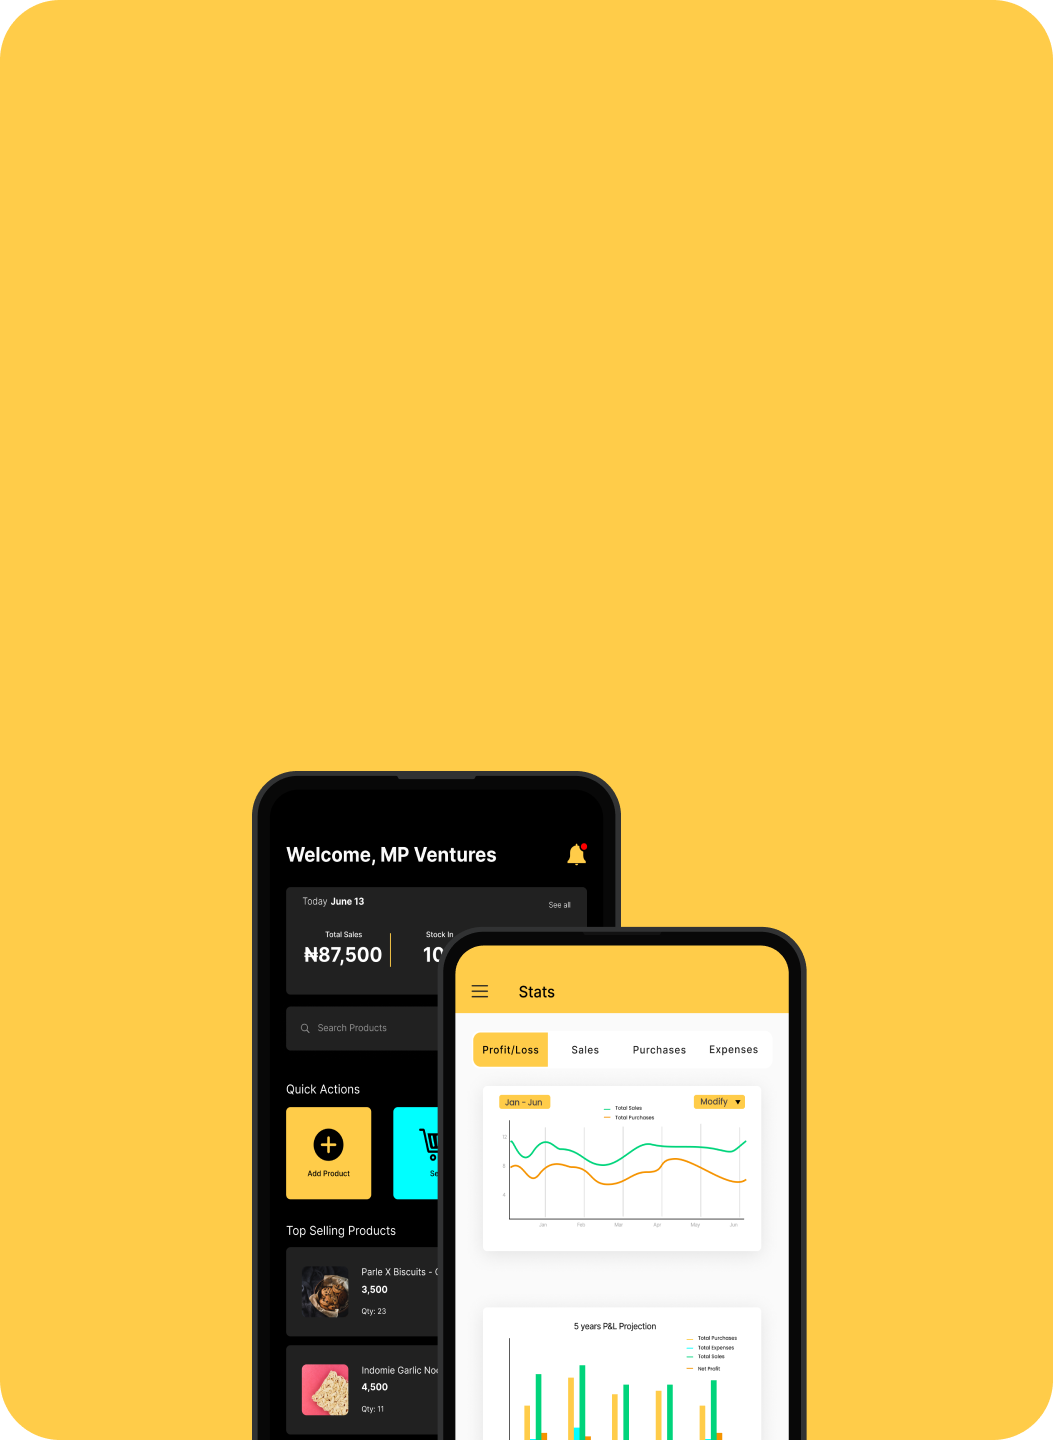 Welcome, MP Ventures
Today June 13
See all
Total Sales
Stock In
₦87,500
Search Products
Quick Actions
Add Product
Top Selling Products
Parle X Biscuits -
3,500
Qty: 23
Indomie Garlic
4,500
Qty: 11
Stats
Profit/Loss
Sales
Purchases
Expenses
Jan - Jun
Total Sales
Total Purchases
Modify
12
8
4
Jan
Feb
Mar
Apr
May
Jun
5 years P&L Projection
Total Purchases
Total Expenses
Total Sales
Net Profit